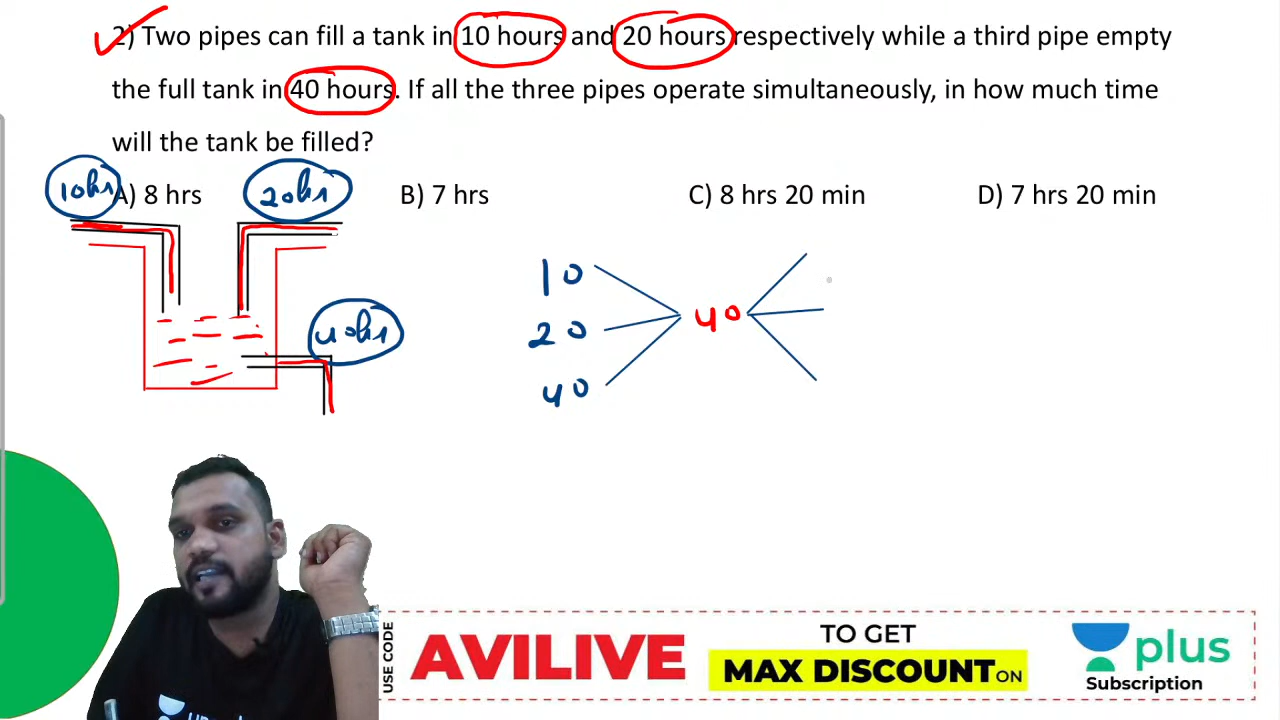 2) Two pipes can fill a tank in 10 hours and 20 hours respectively while a third pipe empty
the full tank in 40 hours. If all the three pipes operate simultaneously, in how much time
will the tank be filled?
A) 8 hrs B) 7 hrs C) 8 hrs 20 min D) 7 hrs 20 min
10hrs
20hrs
40hrs
10
20
40
40
USE CODE
AVILIVE
TO GET
MAX DISCOUNT ON
plus
Subscription